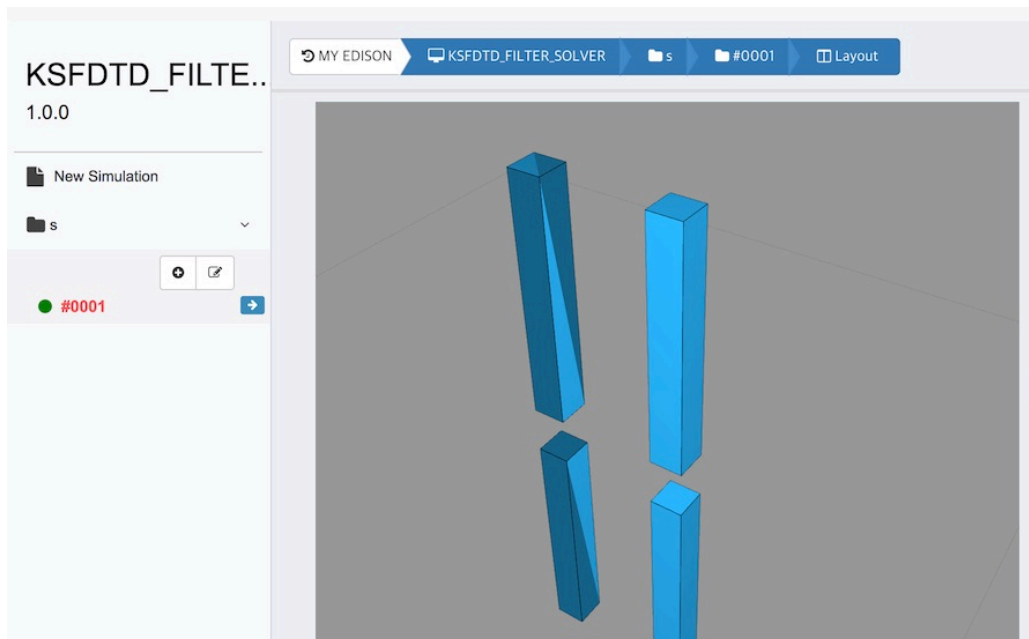 KSFDTD_FILTE..
1.0.0
New Simulation
s
#0001
MY EDISON KSFDTD_FILTER_SOLVER s #0001 Layout